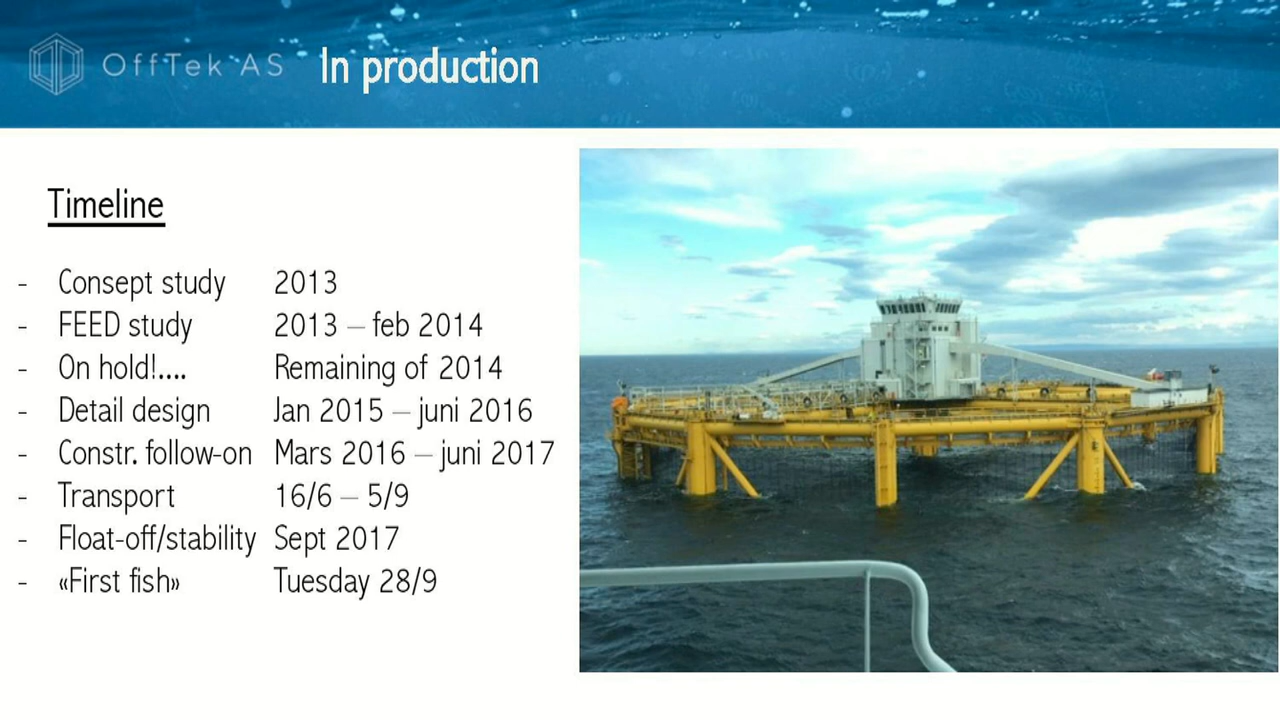 OffTek AS In production
Timeline
- Consept study 2013
- FEED study 2013 – feb 2014
- On hold!.... Remaining of 2014
- Detail design Jan 2015 – juni 2016
- Constr. follow-on Mars 2016 – juni 2017
- Transport 16/6 – 5/9
- Float-off/stability Sept 2017
- «First fish» Tuesday 28/9